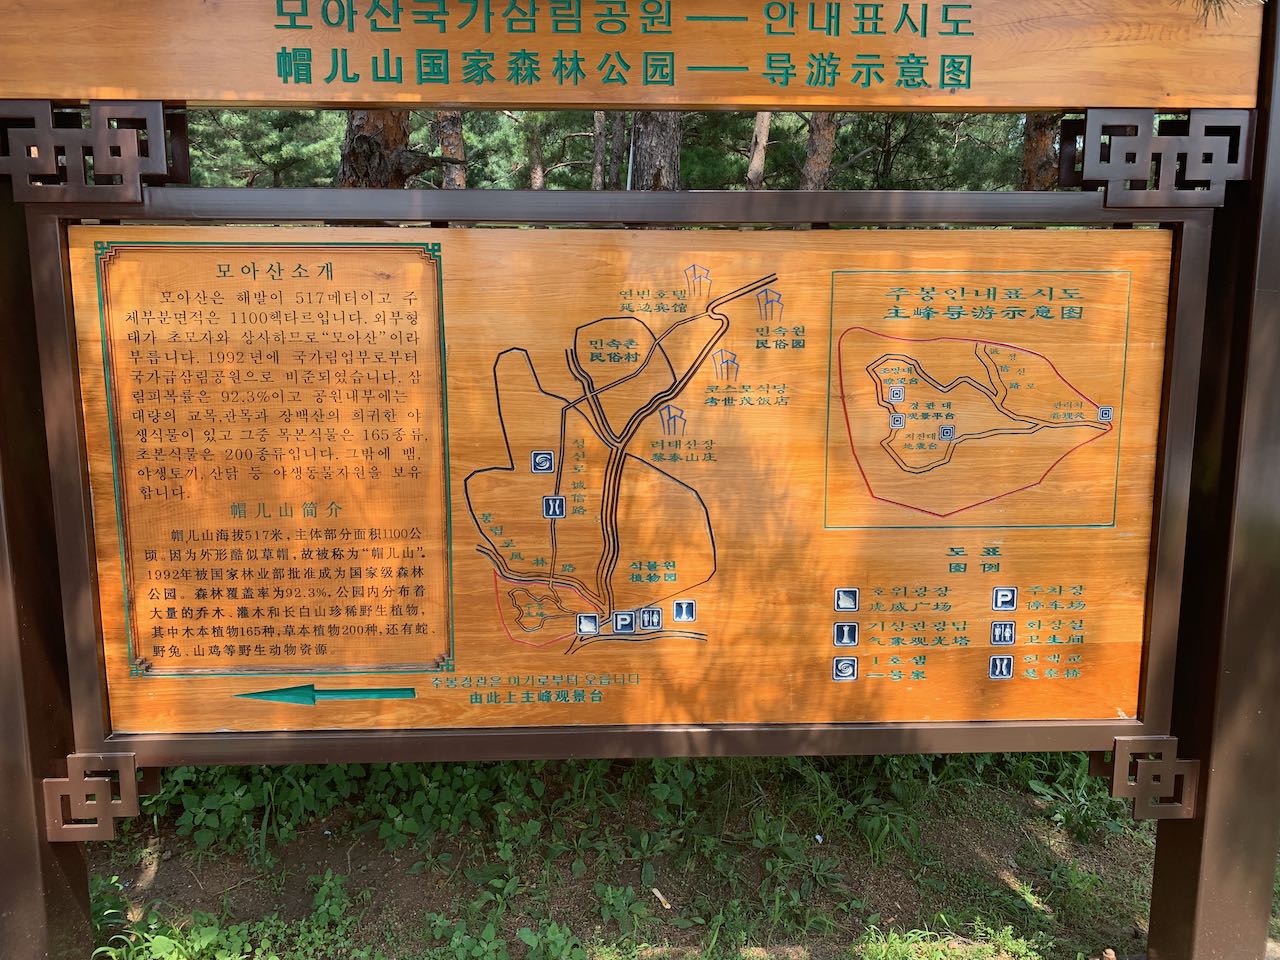 모아산국가삼림공원——안내표시도
帽儿山国家森林公园——导游示意图
모아산소개
모아산은 해발이 517메터이고 주
체부분면적은 1100헥타르입니다. 외부형
태가 초모자와 상사하므로“모아산”이라
부릅니다. 1992년에 국가림업부로부터
국가급삼림공원으로 비준되였습니다. 삼
림피복률은 92.3%이고 공원내부에는
대량의 교목,관목과 장백산의 희귀한 야
생식물이 있고 그중 목본식물은 165종류,
초본식물은 200종류입니다. 그밖에 뱀,
야생토끼, 산닭 등 야생동물자원을 보유
합니다.
帽儿山简介
帽儿山海拔517米，主体部分面积1100公
顷。因为外形酷似草帽，故被称为“帽儿山”。
1992年被国家林业部批准成为国家级森林
公园。森林覆盖率为92.3%，公园内分布着
大量的乔木、灌木和长白山珍稀野生植物，
其中木本植物165种，草本植物200种，还有蛇、
野兔、山鸡等野生动物资源。
주봉경관은 여기로부터 오릅니다
由此上主峰观景台
연변호텔
延边宾馆
민속원
民俗园
민속촌
民俗村
코스모식당
考世茂饭店
려태산장
黎泰山庄
성신로
诚信路
풍림로
枫林路
식물원
植物园
P
주봉안내표시도
主峰导游示意图
조망대
瞭望台
경관대
观景平台
지진대
地震台
성신로
诚信路
관리처
管理处
도표
图例
호위광장
虎威广场
주차장
P
停车场
기상관광탑
气象观光塔
화장실
卫生间
1호샘
一号泉
현색교
悬索桥